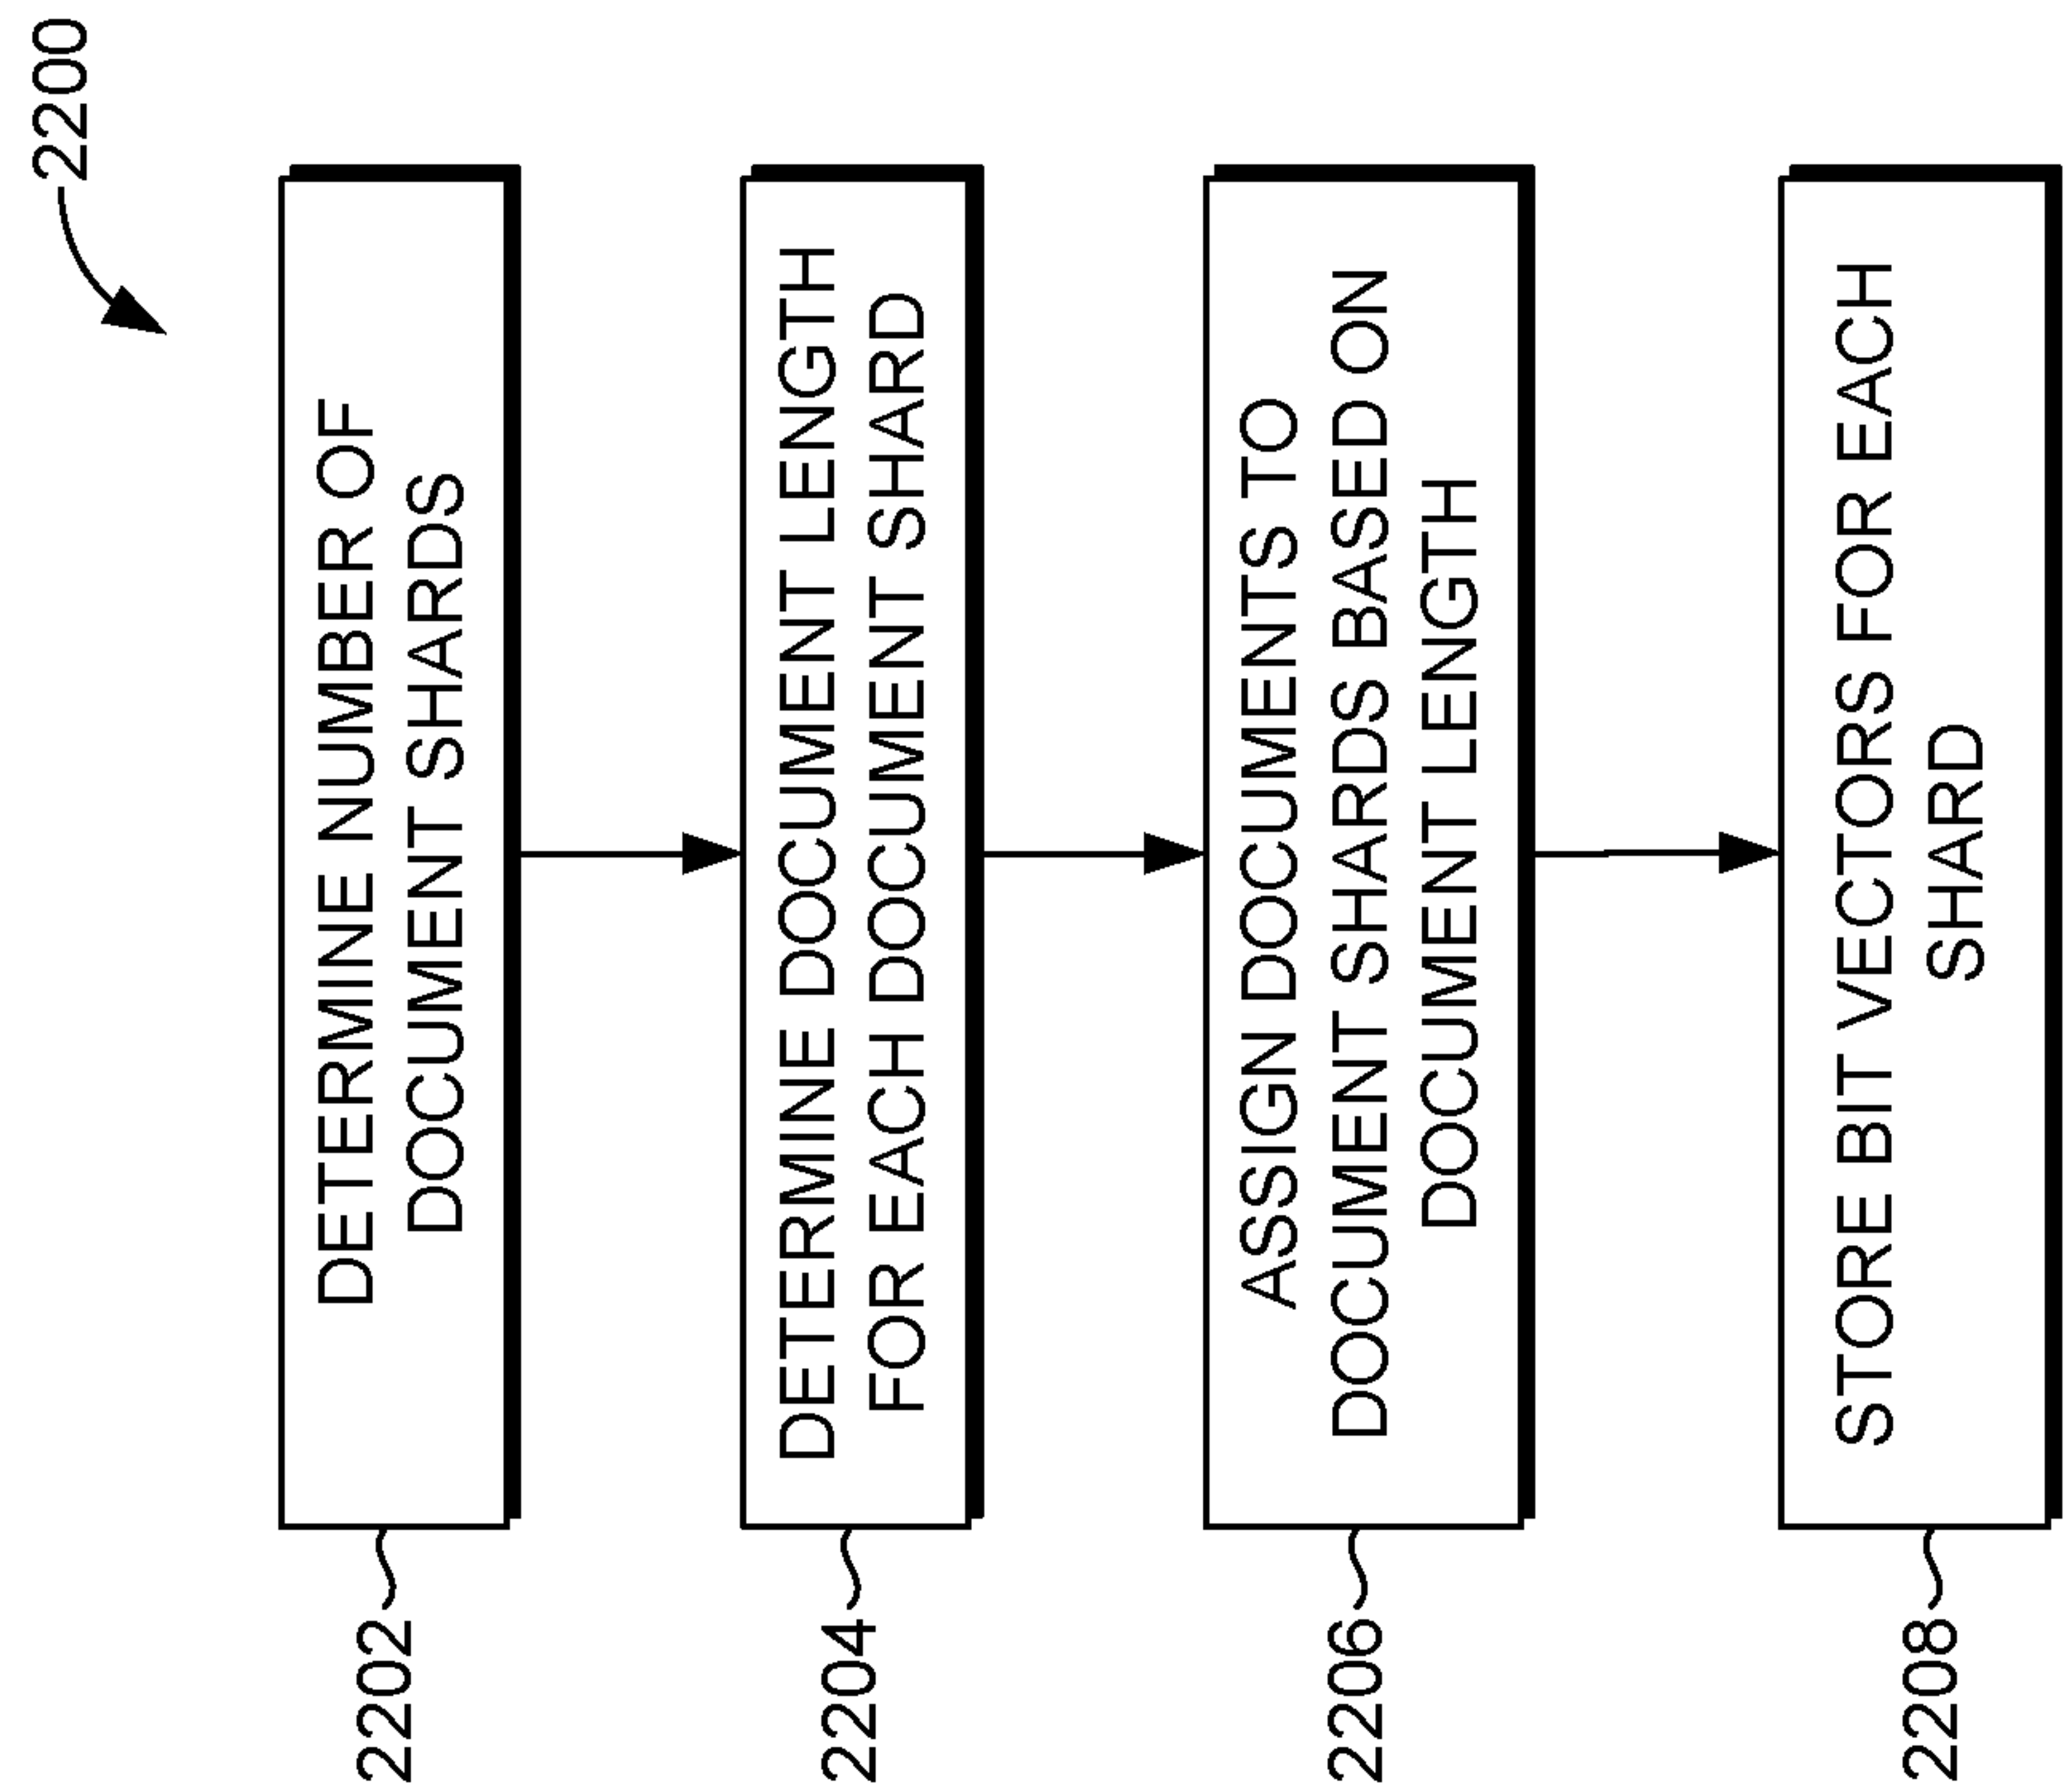 2200
2202
DETERMINE NUMBER OF
DOCUMENT SHARDS
2204
DETERMINE DOCUMENT LENGTH
FOR EACH DOCUMENT SHARD
2206
ASSIGN DOCUMENTS TO
DOCUMENT SHARDS BASED ON
DOCUMENT LENGTH
2208
STORE BIT VECTORS FOR EACH
SHARD